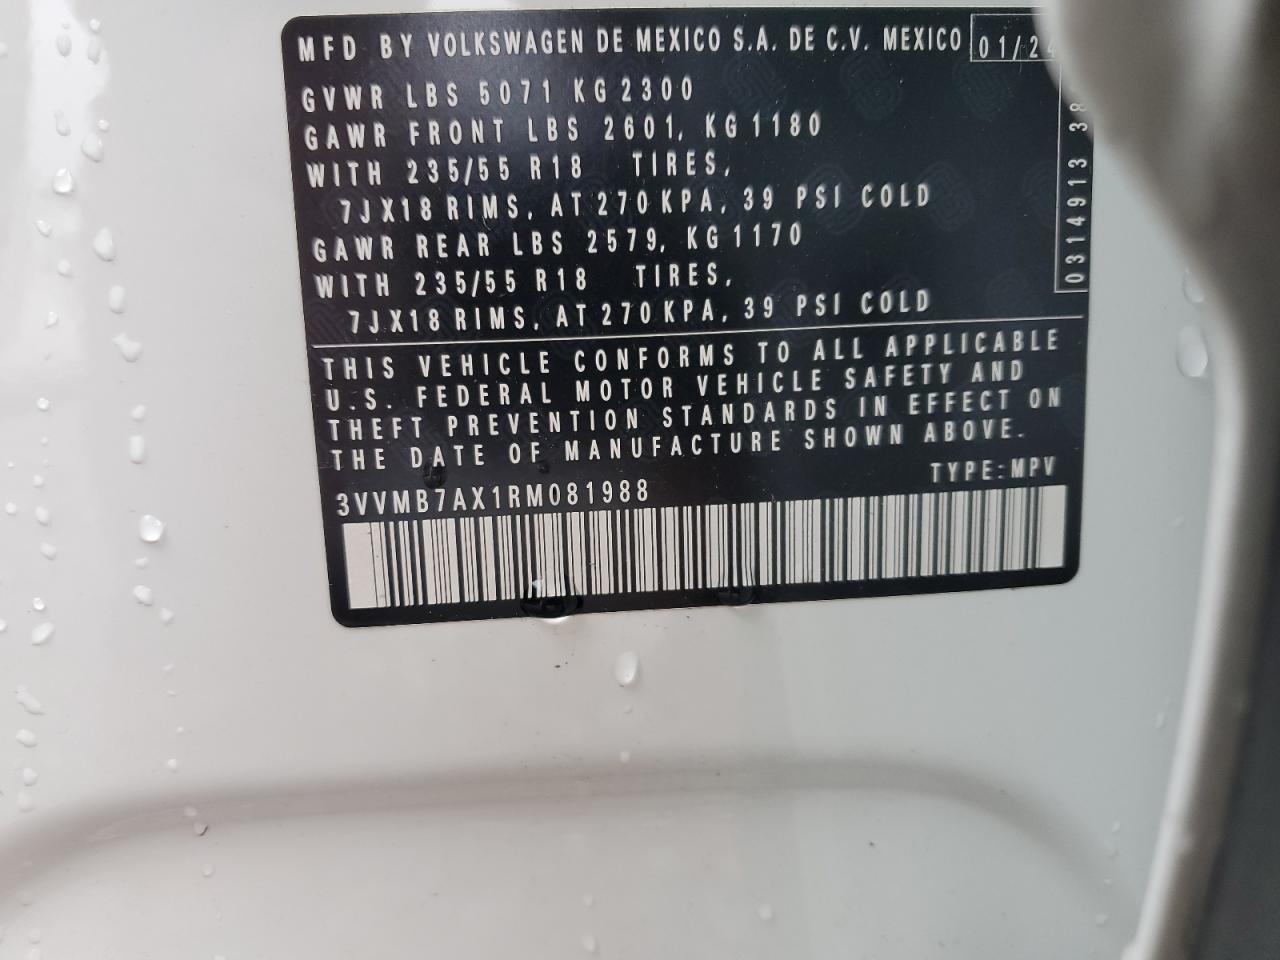 MFD BY VOLKSWAGEN DE MEXICO S.A. DE C.V. MEXICO 01/24
GVWR LBS 5071 KG 2300
GAWR FRONT LBS 2601, KG 1180
WITH 235/55 R18 TIRES,
7JX18 RIMS, AT 270 KPA, 39 PSI COLD
GAWR REAR LBS 2579, KG 1170
WITH 235/55 R18 TIRES,
7JX18 RIMS, AT 270 KPA, 39 PSI COLD
0314913 38
THIS VEHICLE CONFORMS TO ALL APPLICABLE
U.S. FEDERAL MOTOR VEHICLE SAFETY AND
THEFT PREVENTION STANDARDS IN EFFECT ON
THE DATE OF MANUFACTURE SHOWN ABOVE.
TYPE:MPV
3VVMB7AX1RM081988